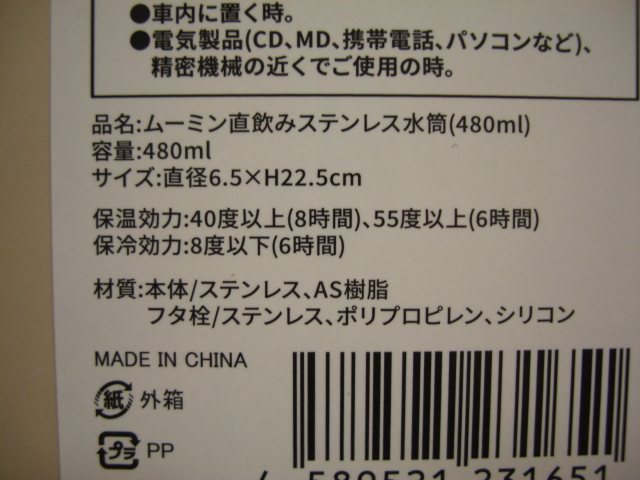 ●車内に置く時。
●電気製品(CD、MD、携帯電話、パソコンなど)、
精密機械の近くでご使用の時。
品名:ムーミン直飲みステンレス水筒(480ml)
容量:480ml
サイズ:直径6.5×H22.5cm
保温効力:40度以上(8時間)、55度以上(6時間)
保冷効力:8度以下(6時間)
材質:本体/ステンレス、AS樹脂
フタ栓/ステンレス、ポリプロピレン、シリコン
MADE IN CHINA
紙 外箱
プラ PP
4 580521 231651